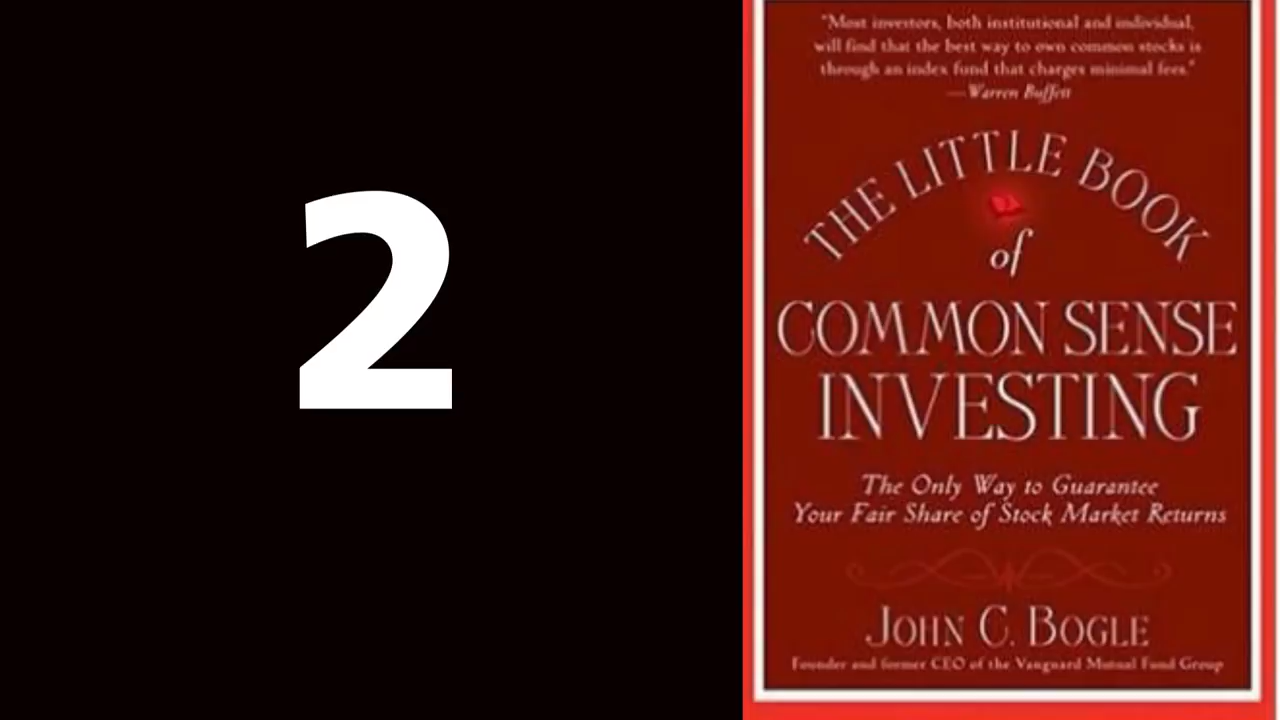 2
"Most investors, both institutional and individual,
will find that the best way to own common stocks is
through an index fund that charges minimal fees."
—Warren Buffett
THE LITTLE BOOK
of
COMMON SENSE
INVESTING
The Only Way to Guarantee
Your Fair Share of Stock Market Returns
JOHN C. BOGLE
Founder and former CEO of the Vanguard Mutual Fund Group